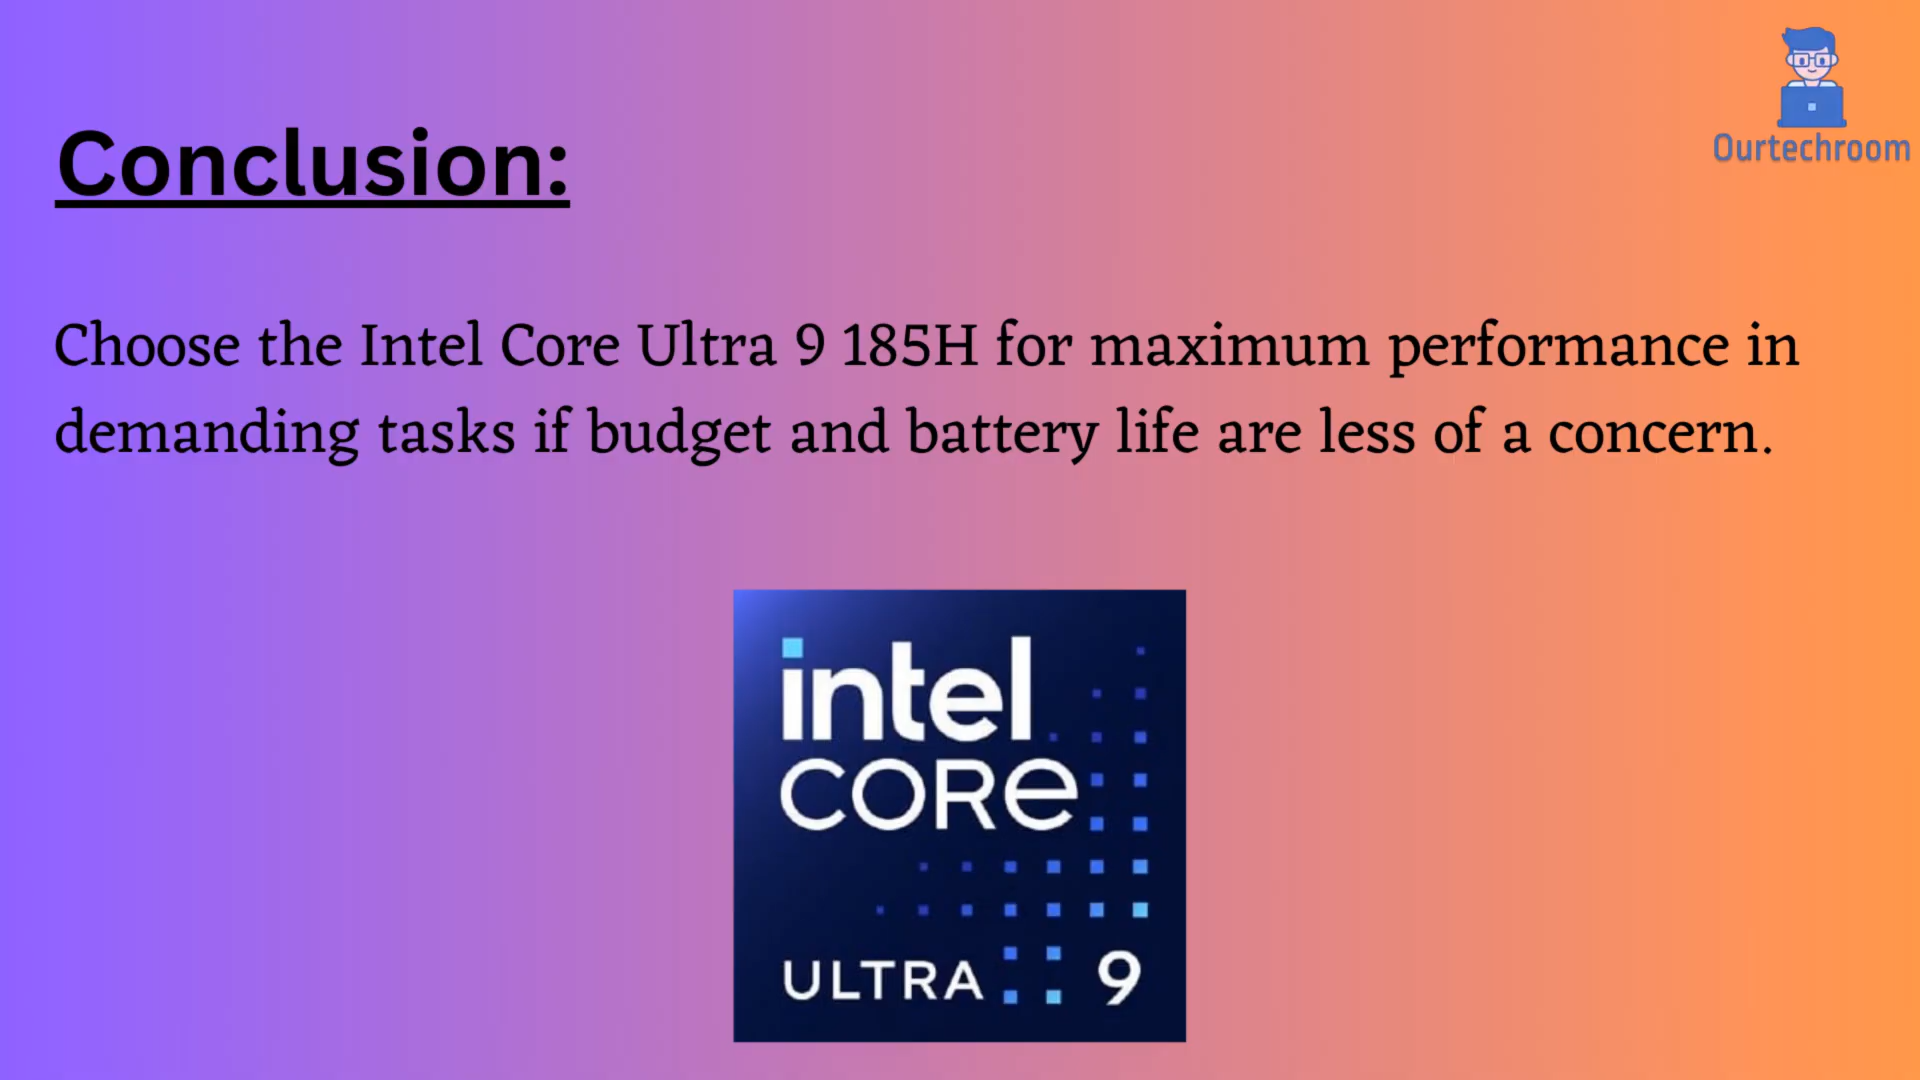 Ourtechroom
Conclusion:
Choose the Intel Core Ultra 9 185H for maximum performance in
demanding tasks if budget and battery life are less of a concern.
intel
CORe
ULTRA 9